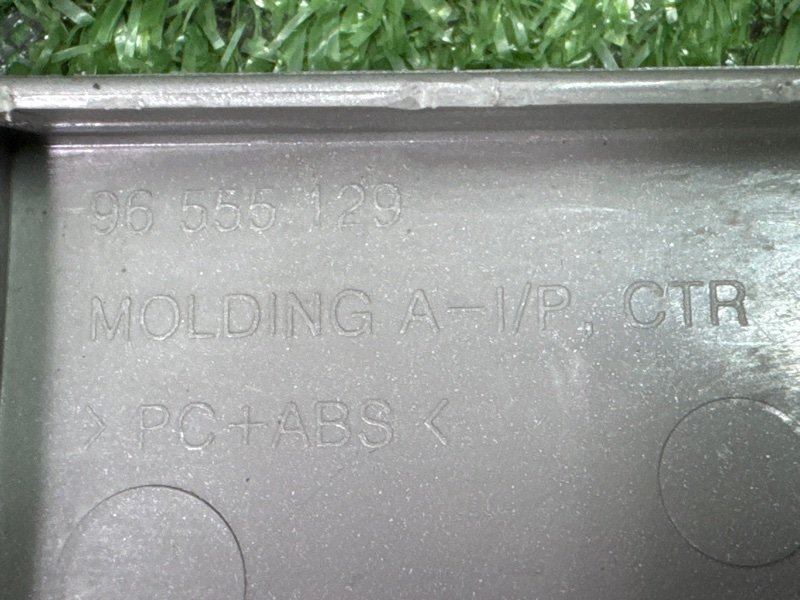 96 555 129
MOLDING A-I/P, CTR
>PC+ABS<